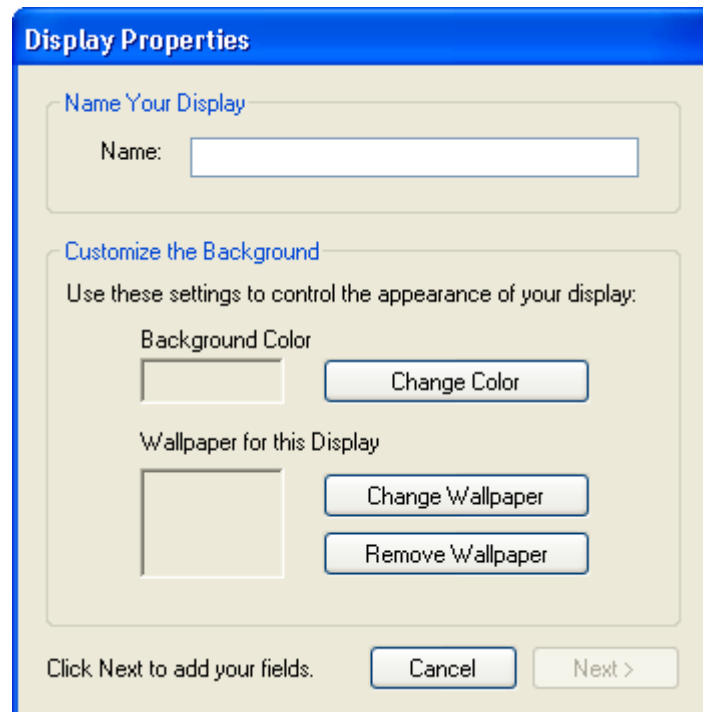 Display Properties
Name Your Display
Name:
Customize the Background
Use these settings to control the appearance of your display:
Background Color
Change Color
Wallpaper for this Display
Change Wallpaper
Remove Wallpaper
Click Next to add your fields.
Cancel
Next >